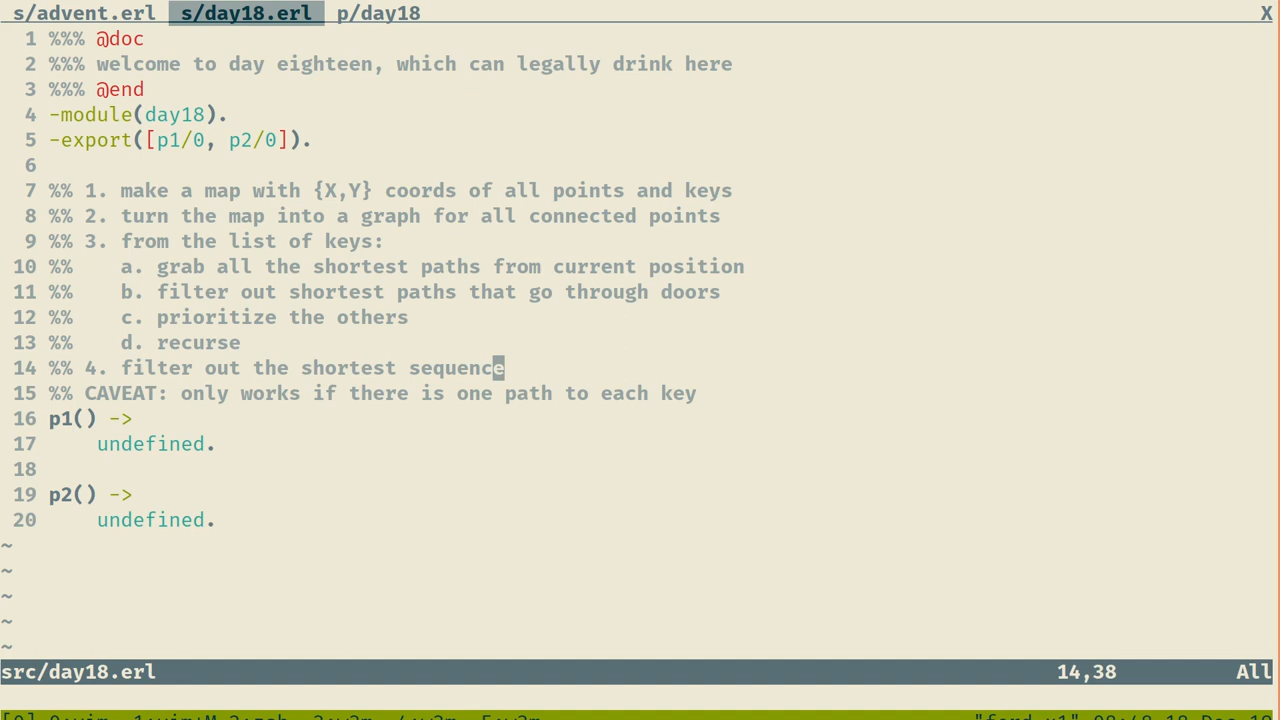 s/advent.erl s/day18.erl p/day18 X
1 %%% @doc
2 %%% welcome to day eighteen, which can legally drink here
3 %%% @end
4 -module(day18).
5 -export([p1/0, p2/0]).
6
7 %% 1. make a map with {X,Y} coords of all points and keys
8 %% 2. turn the map into a graph for all connected points
9 %% 3. from the list of keys:
10 %%    a. grab all the shortest paths from current position
11 %%    b. filter out shortest paths that go through doors
12 %%    c. prioritize the others
13 %%    d. recurse
14 %% 4. filter out the shortest sequence
15 %% CAVEAT: only works if there is one path to each key
16 p1() ->
17     undefined.
18
19 p2() ->
20     undefined.
~
~
~
~
~
src/day18.erl 14,38 All